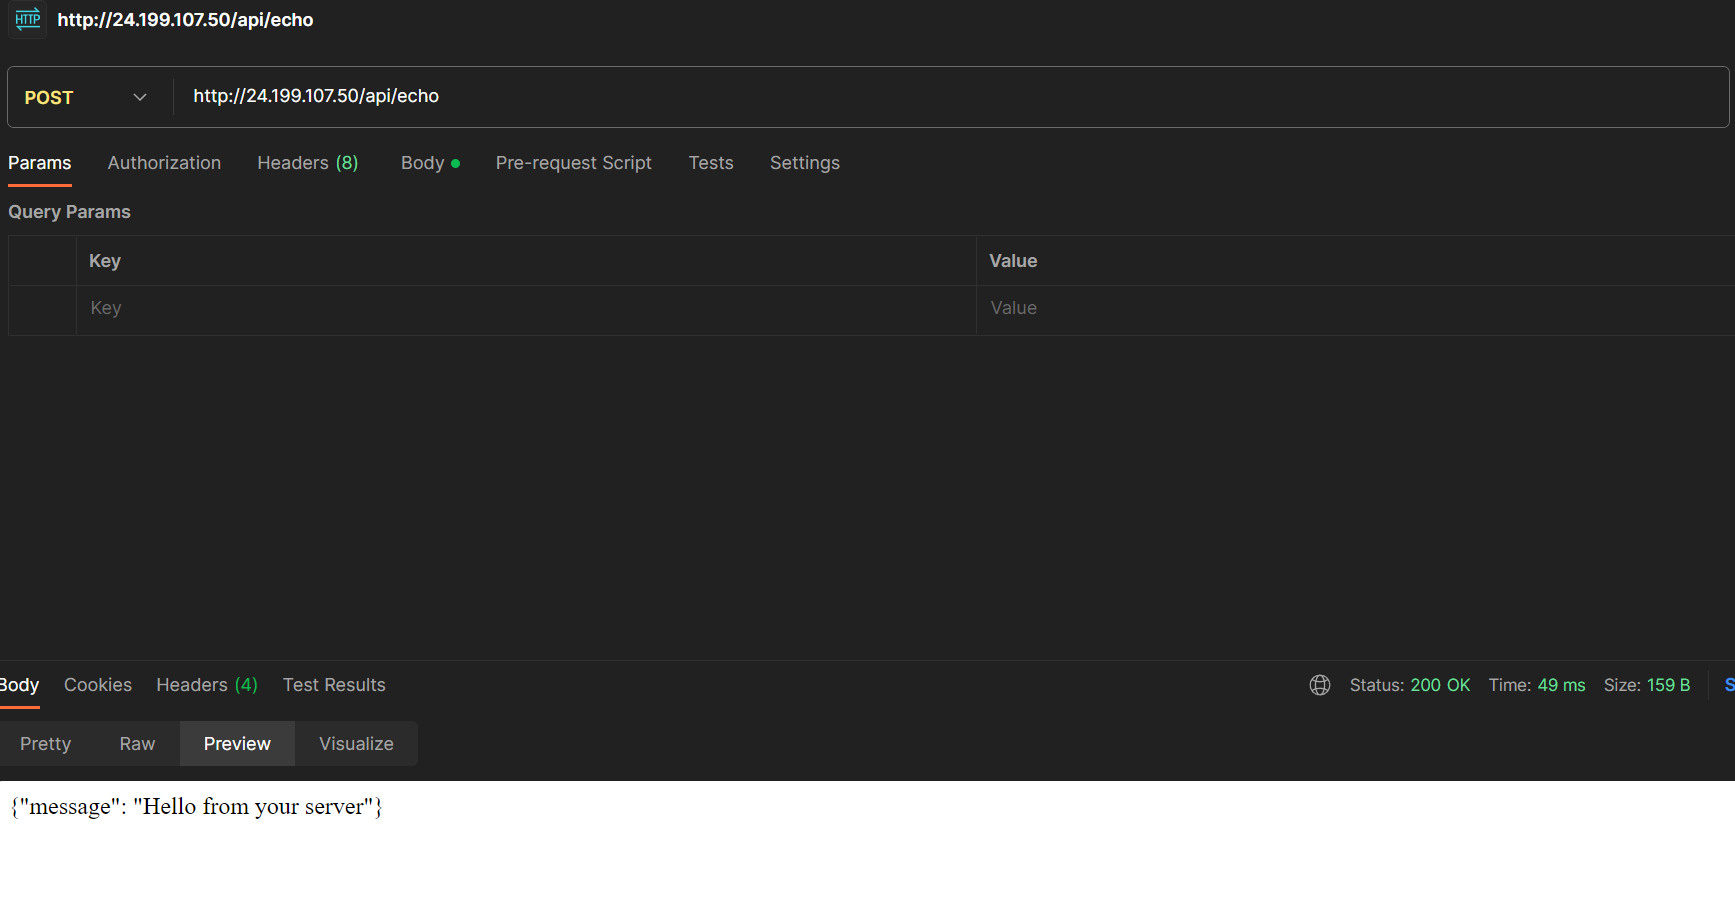 HTTP http://24.199.107.50/api/echo
POST http://24.199.107.50/api/echo
Params Authorization Headers (8) Body Pre-request Script Tests Settings
Query Params
Key Value
Key Value
Body Cookies Headers (4) Test Results Status: 200 OK Time: 49 ms Size: 159 B S
Pretty Raw Preview Visualize
{"message": "Hello from your server"}